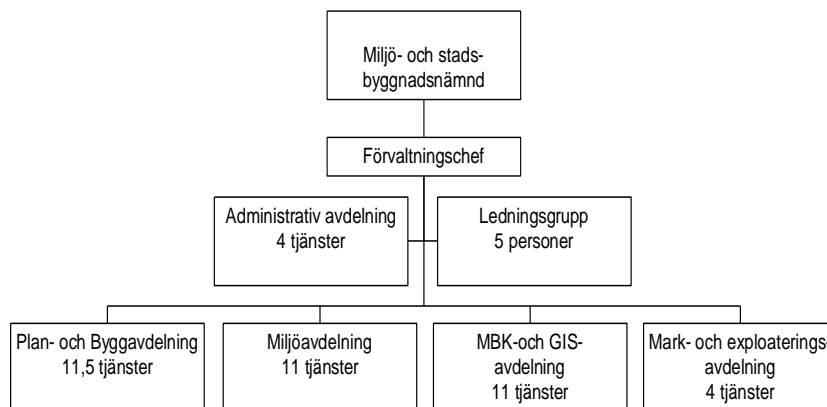 Miljö- och stads-
byggnadsnämnd
Förvaltningschef
Administrativ avdelning
4 tjänster
Ledningsgrupp
5 personer
Plan- och Byggavdelning
11,5 tjänster
Miljöavdelning
11 tjänster
MBK-och GIS-
avdelning
11 tjänster
Mark- och exploaterings-
avdelning
4 tjänster